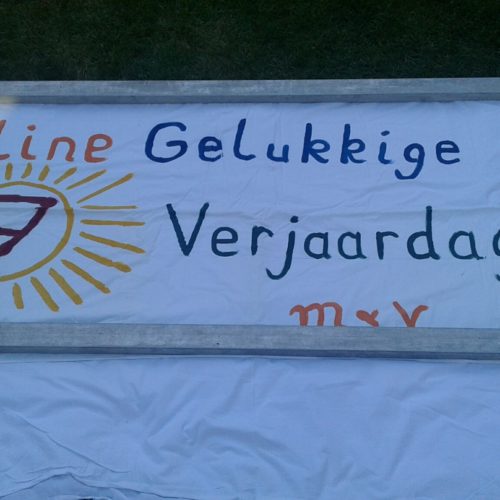 line Gelukkige
Verjaardag
m & v